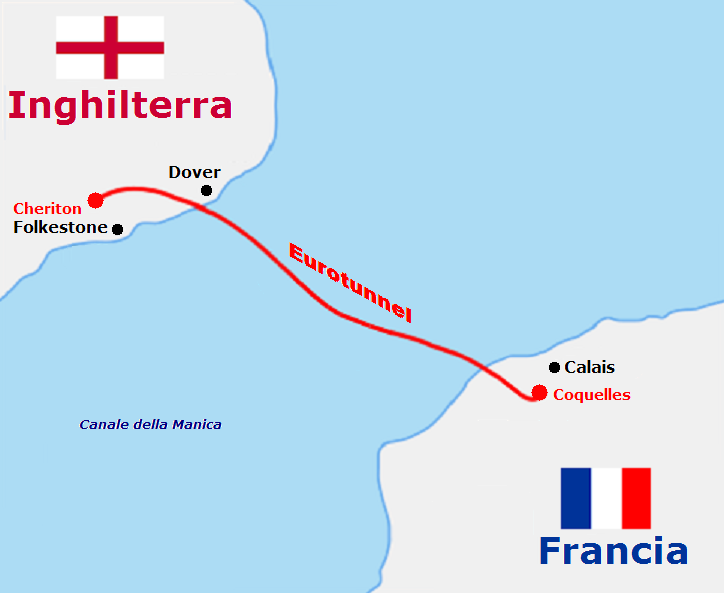 Inghilterra
Dover
Cheriton
Folkestone
Eurotunnel
Calais
Coquelles
Canale della Manica
Francia